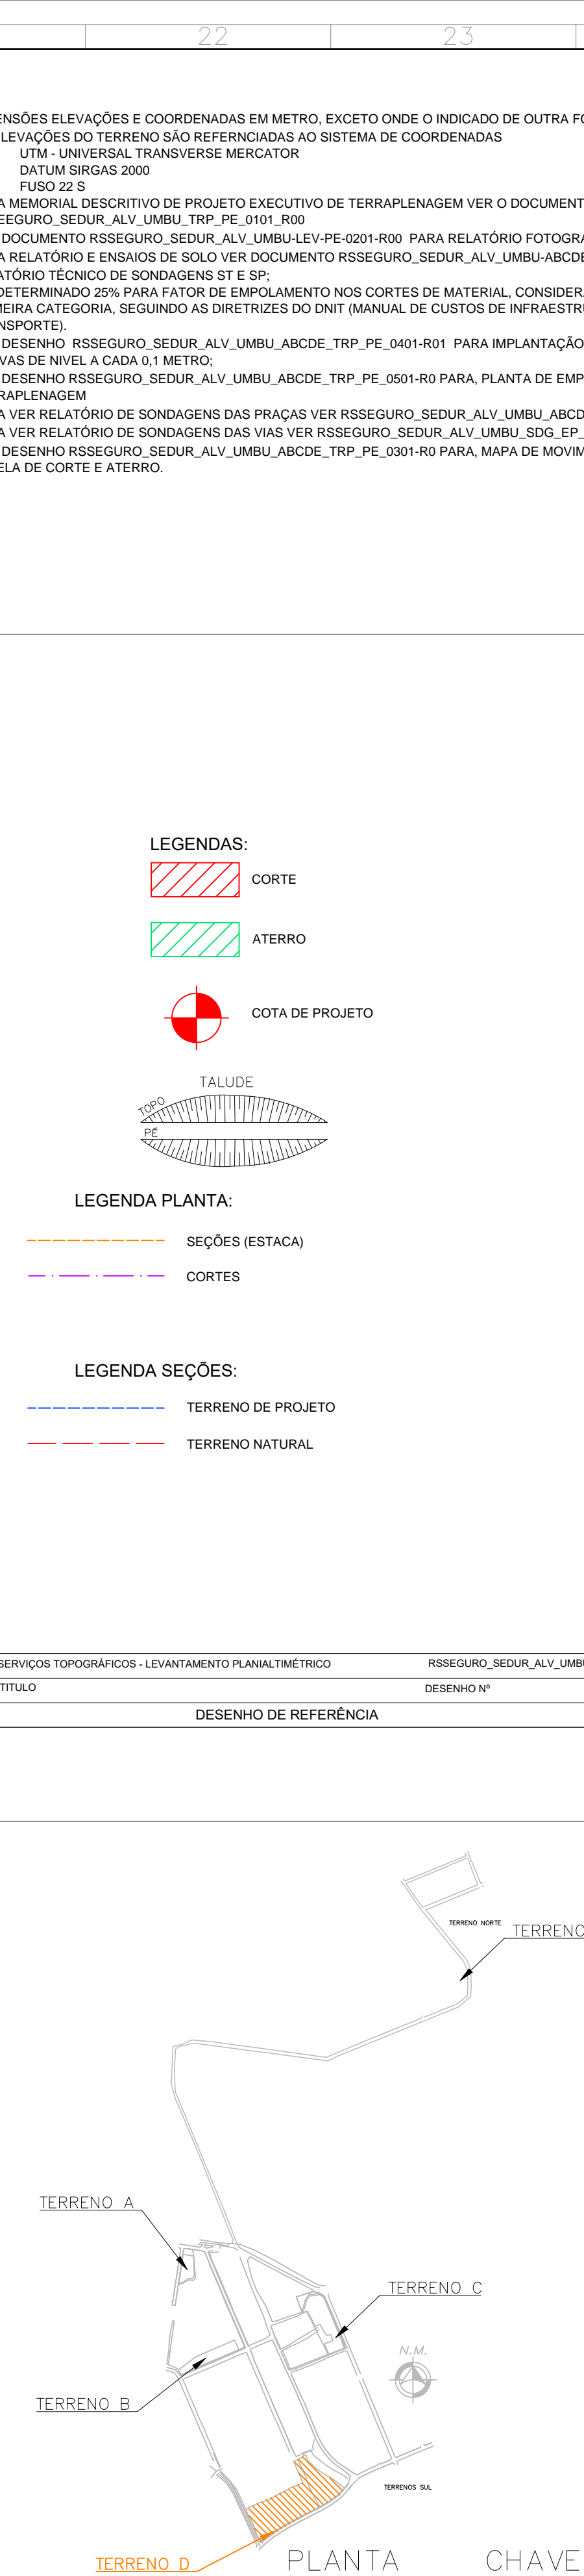 22 23
ENSÕES ELEVAÇÕES E COORDENADAS EM METRO, EXCETO ONDE O INDICADO DE OUTRA FO
LEVAÇÕES DO TERRENO SÃO REFERNCIADAS AO SISTEMA DE COORDENADAS
UTM - UNIVERSAL TRANSVERSE MERCATOR
DATUM SIRGAS 2000
FUSO 22 S
A MEMORIAL DESCRITIVO DE PROJETO EXECUTIVO DE TERRAPLENAGEM VER O DOCUMENT
EEGURO_SEDUR_ALV_UMBU_TRP_PE_0101_R00
DOCUMENTO RSSEGURO_SEDUR_ALV_UMBU-LEV-PE-0201-R00 PARA RELATÓRIO FOTOGRÁ
A RELATÓRIO E ENSAIOS DE SOLO VER DOCUMENTO RSSEGURO_SEDUR_ALV_UMBU-ABCDE
ATÓRIO TÉCNICO DE SONDAGENS ST E SP;
DETERMINADO 25% PARA FATOR DE EMPOLAMENTO NOS CORTES DE MATERIAL, CONSIDERA
MEIRA CATEGORIA, SEGUINDO AS DIRETRIZES DO DNIT (MANUAL DE CUSTOS DE INFRAESTRU
NSPORTE).
DESENHO RSSEGURO_SEDUR_ALV_UMBU_ABCDE_TRP_PE_0401-R01 PARA IMPLANTAÇÃO
VAS DE NIVEL A CADA 0,1 METRO;
DESENHO RSSEGURO_SEDUR_ALV_UMBU_ABCDE_TRP_PE_0501-R0 PARA, PLANTA DE EMP
RAPLENAGEM
A VER RELATÓRIO DE SONDAGENS DAS PRAÇAS VER RSSEGURO_SEDUR_ALV_UMBU_ABCD
A VER RELATÓRIO DE SONDAGENS DAS VIAS VER RSSEGURO_SEDUR_ALV_UMBU_SDG_EP_
DESENHO RSSEGURO_SEDUR_ALV_UMBU_ABCDE_TRP_PE_0301-R0 PARA, MAPA DE MOVIM
ELA DE CORTE E ATERRO.
LEGENDAS:
CORTE
ATERRO
COTA DE PROJETO
TALUDE
TOPO
PÉ
LEGENDA PLANTA:
SEÇÕES (ESTACA)
CORTES
LEGENDA SEÇÕES:
TERRENO DE PROJETO
TERRENO NATURAL
SERVIÇOS TOPOGRÁFICOS - LEVANTAMENTO PLANIALTIMÉTRICO RSSEGURO_SEDUR_ALV_UMBU
TITULO DESENHO Nº
DESENHO DE REFERÊNCIA
TERRENO NORTE
TERRENO
TERRENO A
TERRENO C
N.M.
TERRENO B
TERRENOS SUL
TERRENO D
PLANTA CHAVE